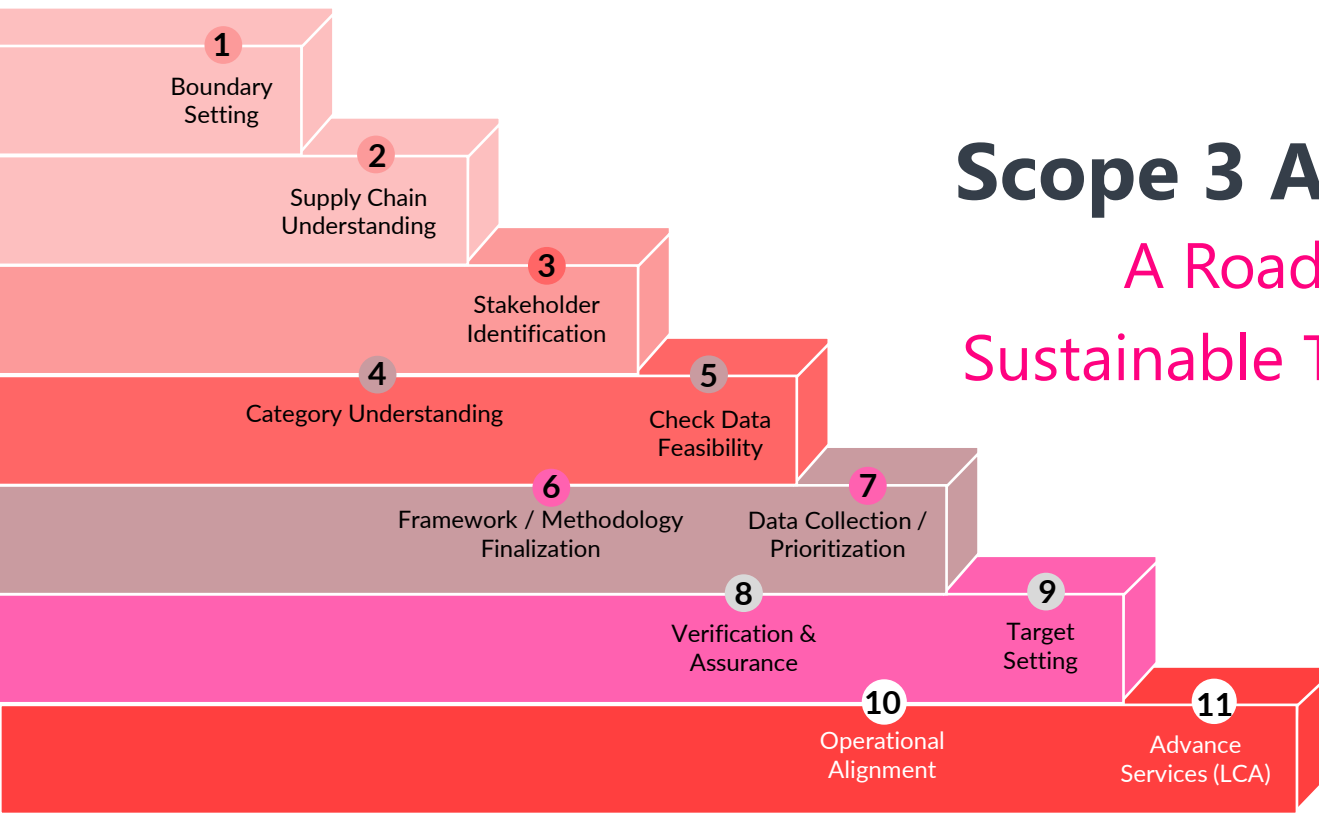 1
Boundary
Setting
2
Supply Chain
Understanding
3
Stakeholder
Identification
4
Category Understanding
5
Check Data
Feasibility
6
Framework / Methodology
Finalization
7
Data Collection /
Prioritization
8
Verification &
Assurance
9
Target
Setting
10
Operational
Alignment
11
Advance
Services (LCA)
Scope 3 A
A Road
Sustainable T